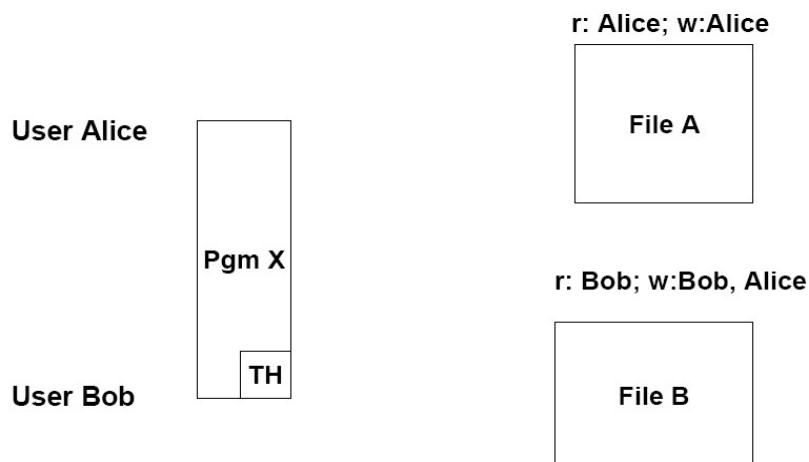 r: Alice; w:Alice
User Alice
File A
Pgm X
r: Bob; w:Bob, Alice
TH
User Bob
File B